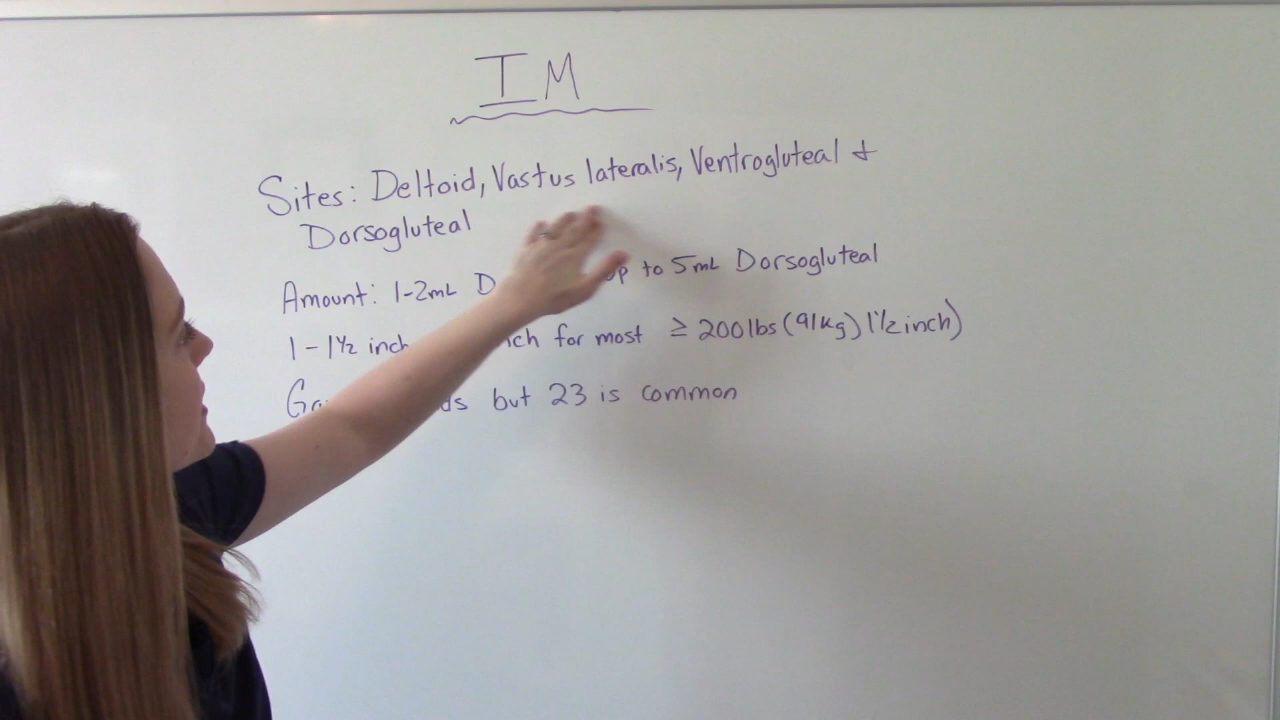 IM
Sites: Deltoid, Vastus lateralis, Ventrogluteal &
Dorsogluteal
Amount: 1-2mL up to 5mL Dorsogluteal
1 - 1½ inch for most ≥ 200lbs (91kg) 1½ inch)
but 23 is common